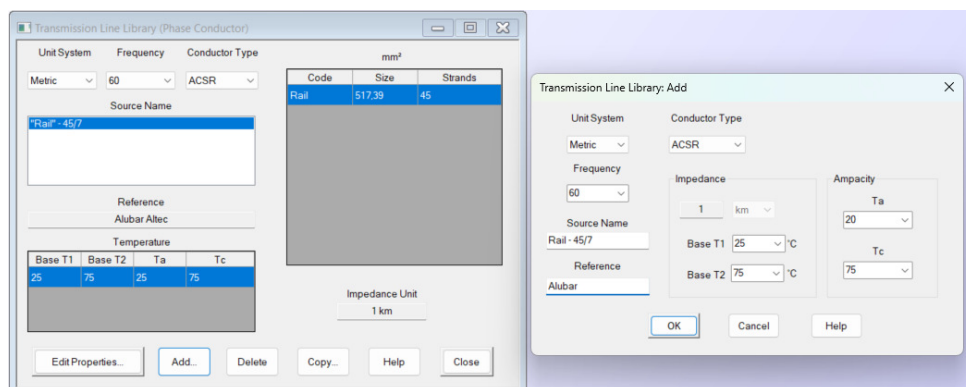 Transmission Line Library (Phase Conductor)
Unit System Frequency Conductor Type
Metric 60 ACSR
Source Name
"Rail" - 45/7
Reference
Alubar Altec
Temperature
Base T1 Base T2 Ta Tc
25 75 25 75
mm²
Code Size Strands
Rail 517,39 45
Impedance Unit
1 km
Edit Properties... Add... Delete Copy... Help Close
Transmission Line Library: Add
Unit System Conductor Type
Metric ACSR
Frequency
60
Source Name
Rail - 45/7
Reference
Alubar
Impedance
1 km
Base T1 25 °C
Base T2 75 °C
Ampacity
Ta
20
Tc
75
OK Cancel Help